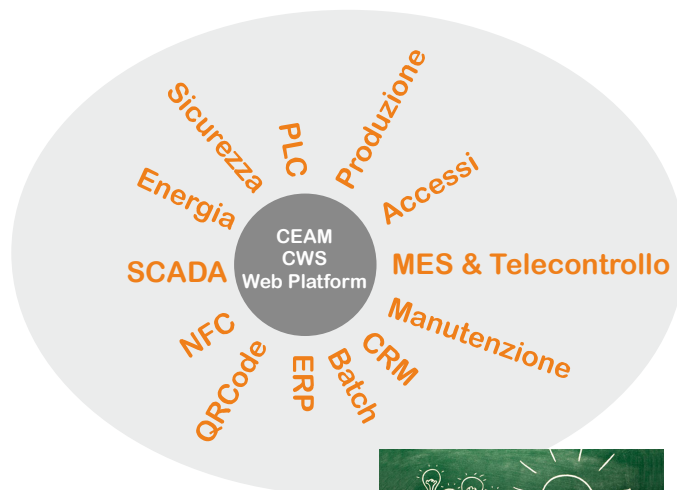 Produzione
Sicurezza
PLC
Accessi
Energia
CEAM
CWS
Web Platform
MES & Telecontrollo
SCADA
Manutenzione
NFC
CRM
QRCode
ERP
Batch